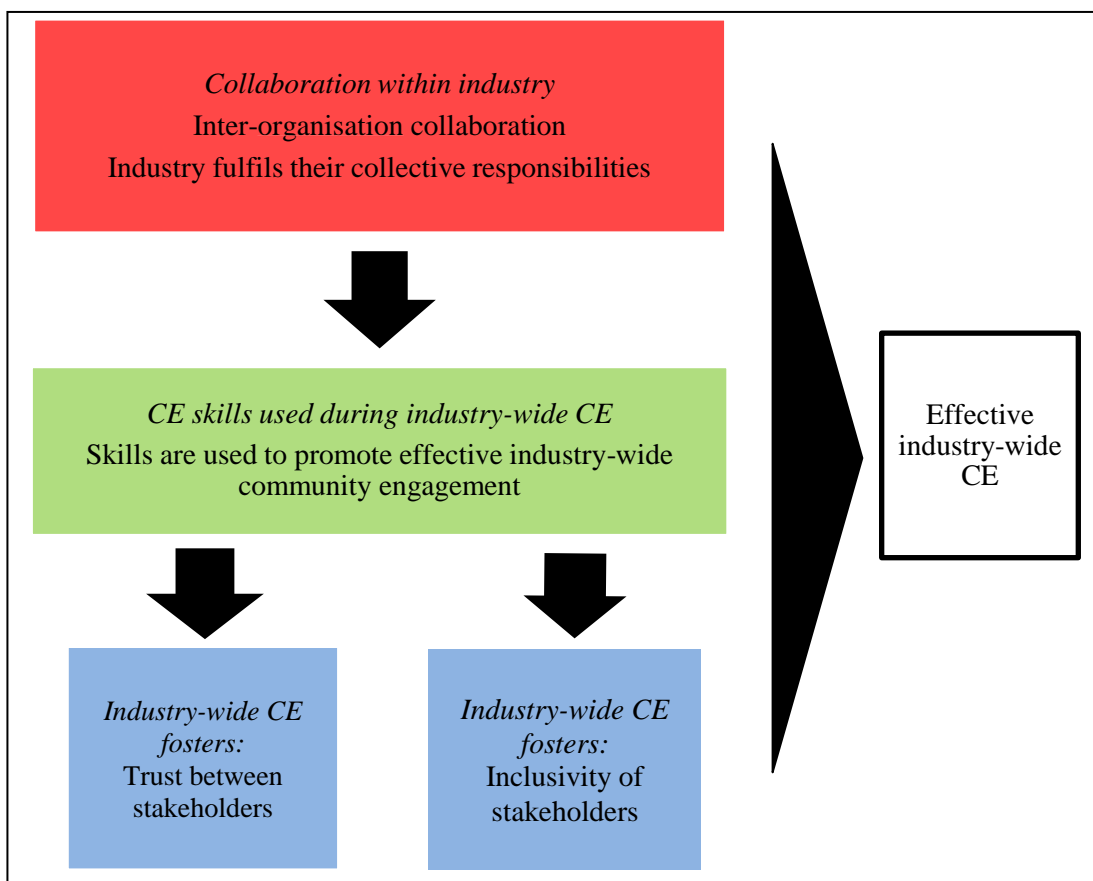 Collaboration within industry
Inter-organisation collaboration
Industry fulfils their collective responsibilities
CE skills used during industry-wide CE
Skills are used to promote effective industry-wide
community engagement
Industry-wide CE
fosters:
Trust between
stakeholders
Industry-wide CE
fosters:
Inclusivity of
stakeholders
Effective
industry-wide
CE